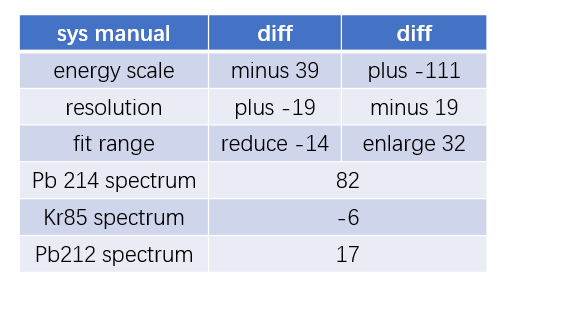 sys manual diff diff
energy scale minus 39 plus -111
resolution plus -19 minus 19
fit range reduce -14 enlarge 32
Pb 214 spectrum 82
Kr85 spectrum -6
Pb212 spectrum 17